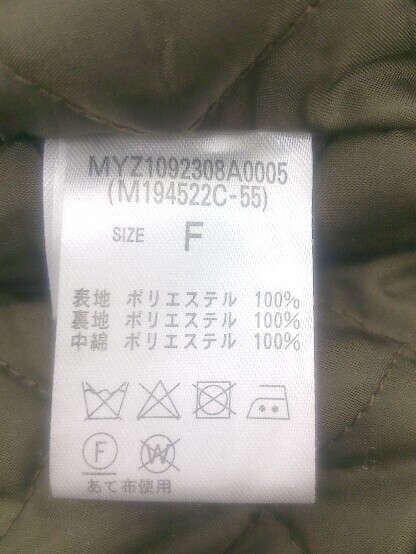 MYZ1092308A0005
(M194522C-55)
SIZE F
表地 ポリエステル 100%
裏地 ポリエステル 100%
中綿 ポリエステル 100%
F W
あて布使用